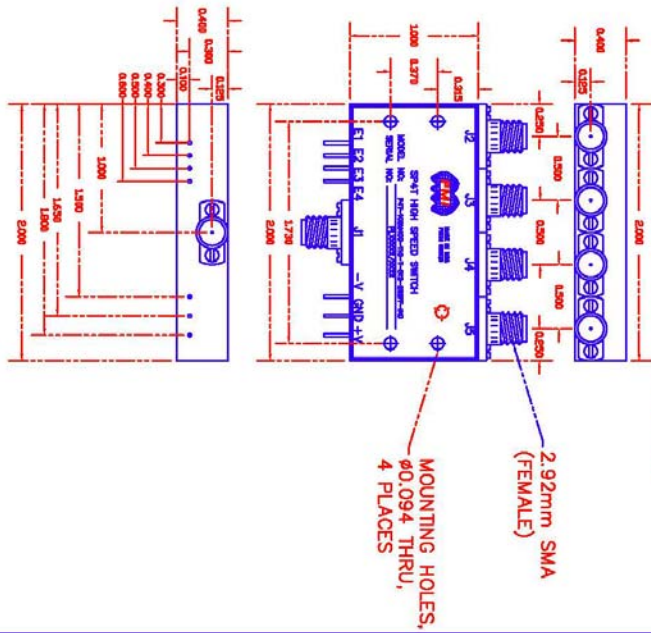 2.000
0.400
0.125
0.250
0.500
0.500
0.500
0.250
J2
J3
J4
J5
2.92mm SMA
(FEMALE)
1.000
0.370
0.215
E1
E2
E3
E4
J1
-V
GND
+V
SP4T HIGH SPEED SWITCH
MODEL NO.
SERIAL NO.
1.730
2.000
MOUNTING HOLES,
Ø0.094 THRU,
4 PLACES
0.400
0.300
0.100
0.125
0.300
0.400
0.500
0.600
1.000
1.500
1.650
1.800
2.000